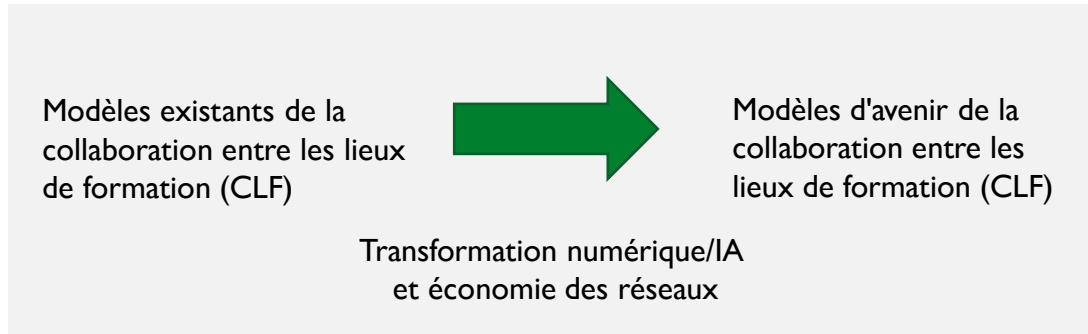 Modèles existants de la
collaboration entre les lieux
de formation (CLF)
Modèles d'avenir de la
collaboration entre les
lieux de formation (CLF)
Transformation numérique/IA
et économie des réseaux